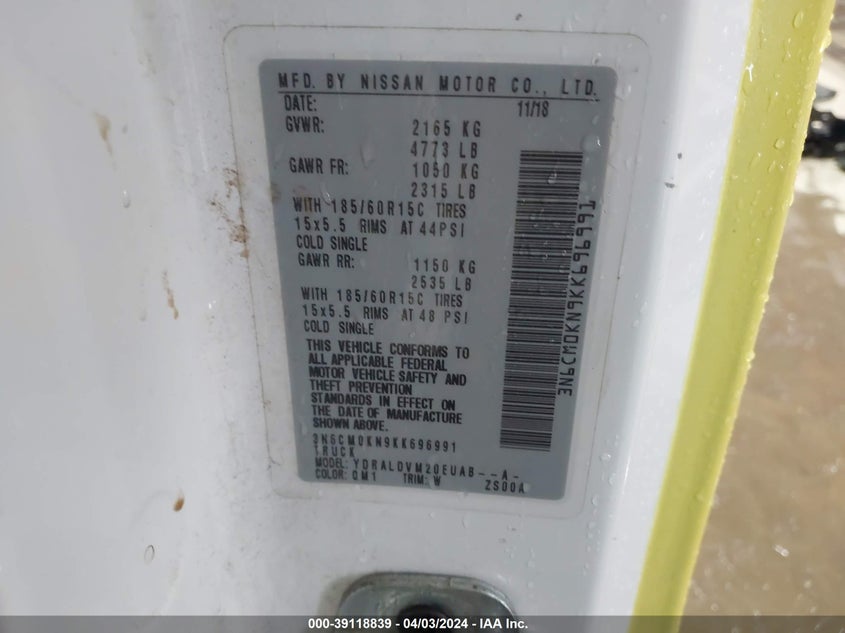 MFD. BY NISSAN MOTOR CO., LTD.
DATE: 11/18
GVWR: 2165 KG
4773 LB
GAWR FR: 1050 KG
2315 LB
WITH 185/60R15C TIRES
15x5.5 RIMS AT 44PSI
COLD SINGLE
GAWR RR: 1150 KG
2535 LB
WITH 185/60R15C TIRES
15x5.5 RIMS AT 48 PSI
COLD SINGLE
THIS VEHICLE CONFORMS TO
ALL APPLICABLE FEDERAL
MOTOR VEHICLE SAFETY AND
THEFT PREVENTION
STANDARDS IN EFFECT ON
THE DATE OF MANUFACTURE
SHOWN ABOVE.
3N6CM0KN9KK696991
TRUCK
MODEL: YDRALDVM20EUAB--A-
COLOR: QM1 TRIM: W ZS00A
3N6CM0KN9KK696991
000-39118839 - 04/03/2024 - IAA Inc.